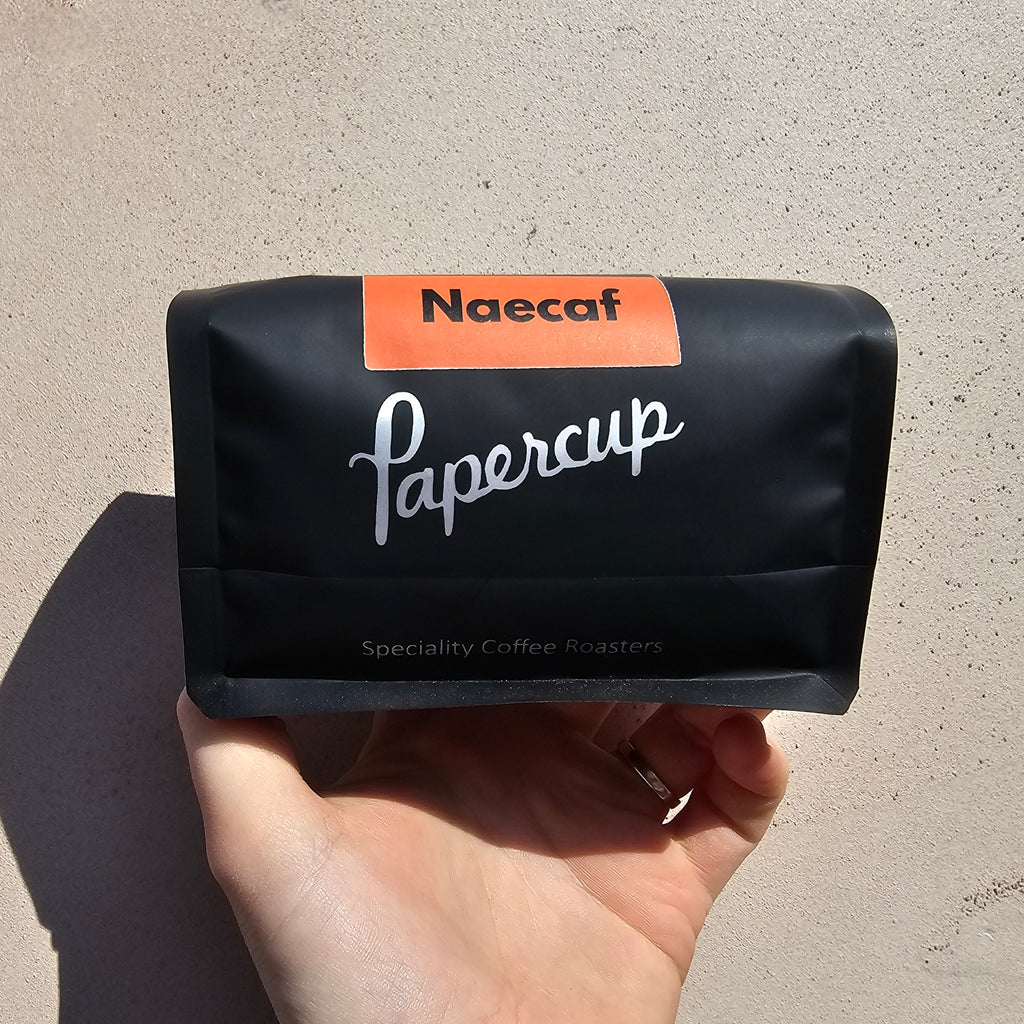 Naecaf
Papercup
Speciality Coffee Roasters